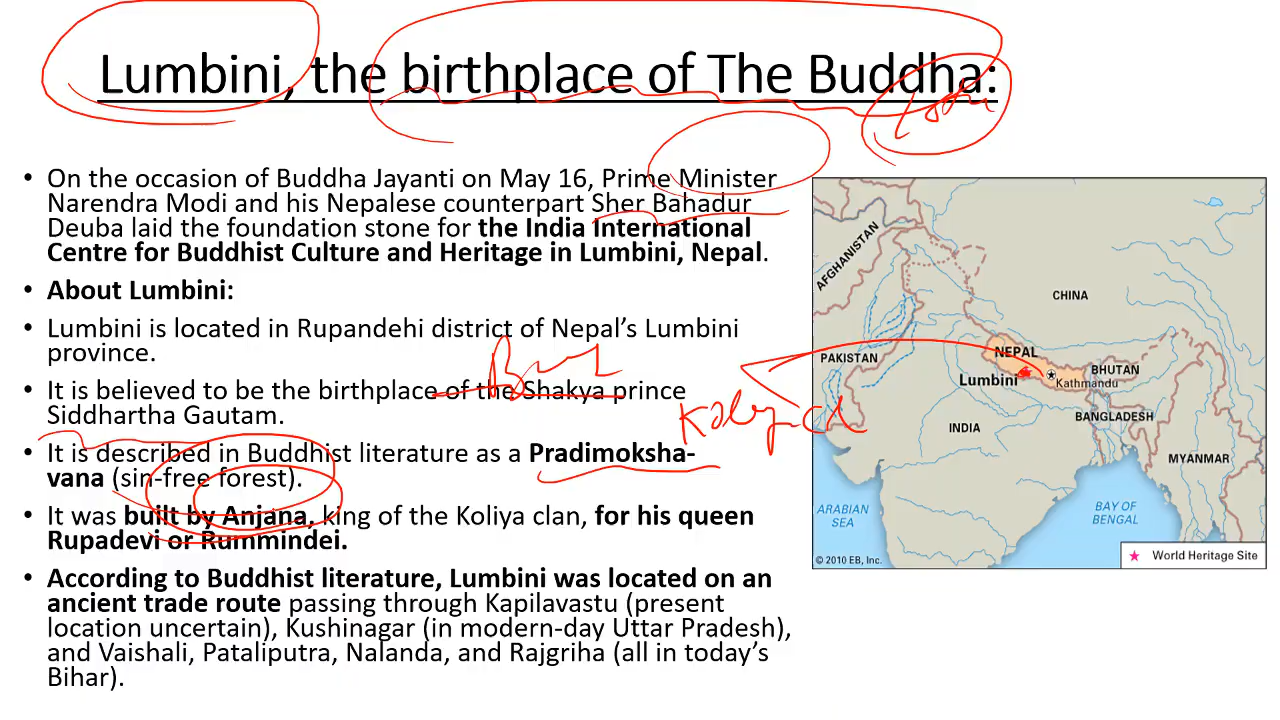 Lumbini, the birthplace of The Buddha:
• On the occasion of Buddha Jayanti on May 16, Prime Minister
Narendra Modi and his Nepalese counterpart Sher Bahadur
Deuba laid the foundation stone for the India International
Centre for Buddhist Culture and Heritage in Lumbini, Nepal.
• About Lumbini:
• Lumbini is located in Rupandehi district of Nepal’s Lumbini
province.
• It is believed to be the birthplace of the Shakya prince
Siddhartha Gautam.
• It is described in Buddhist literature as a Pradimoksha-
vana (sin-free forest).
• It was built by Anjana, king of the Koliya clan, for his queen
Rupadevi or Rummindei.
• According to Buddhist literature, Lumbini was located on an
ancient trade route passing through Kapilavastu (present
location uncertain), Kushinagar (in modern-day Uttar Pradesh),
and Vaishali, Pataliputra, Nalanda, and Rajgriha (all in today’s
Bihar).
AFGHANISTAN
CHINA
PAKISTAN
NEPAL
Lumbini
Kathmandu
BHUTAN
BANGLADESH
INDIA
MYANMAR
ARABIAN
SEA
BAY OF
BENGAL
© 2010 EB, Inc.
World Heritage Site